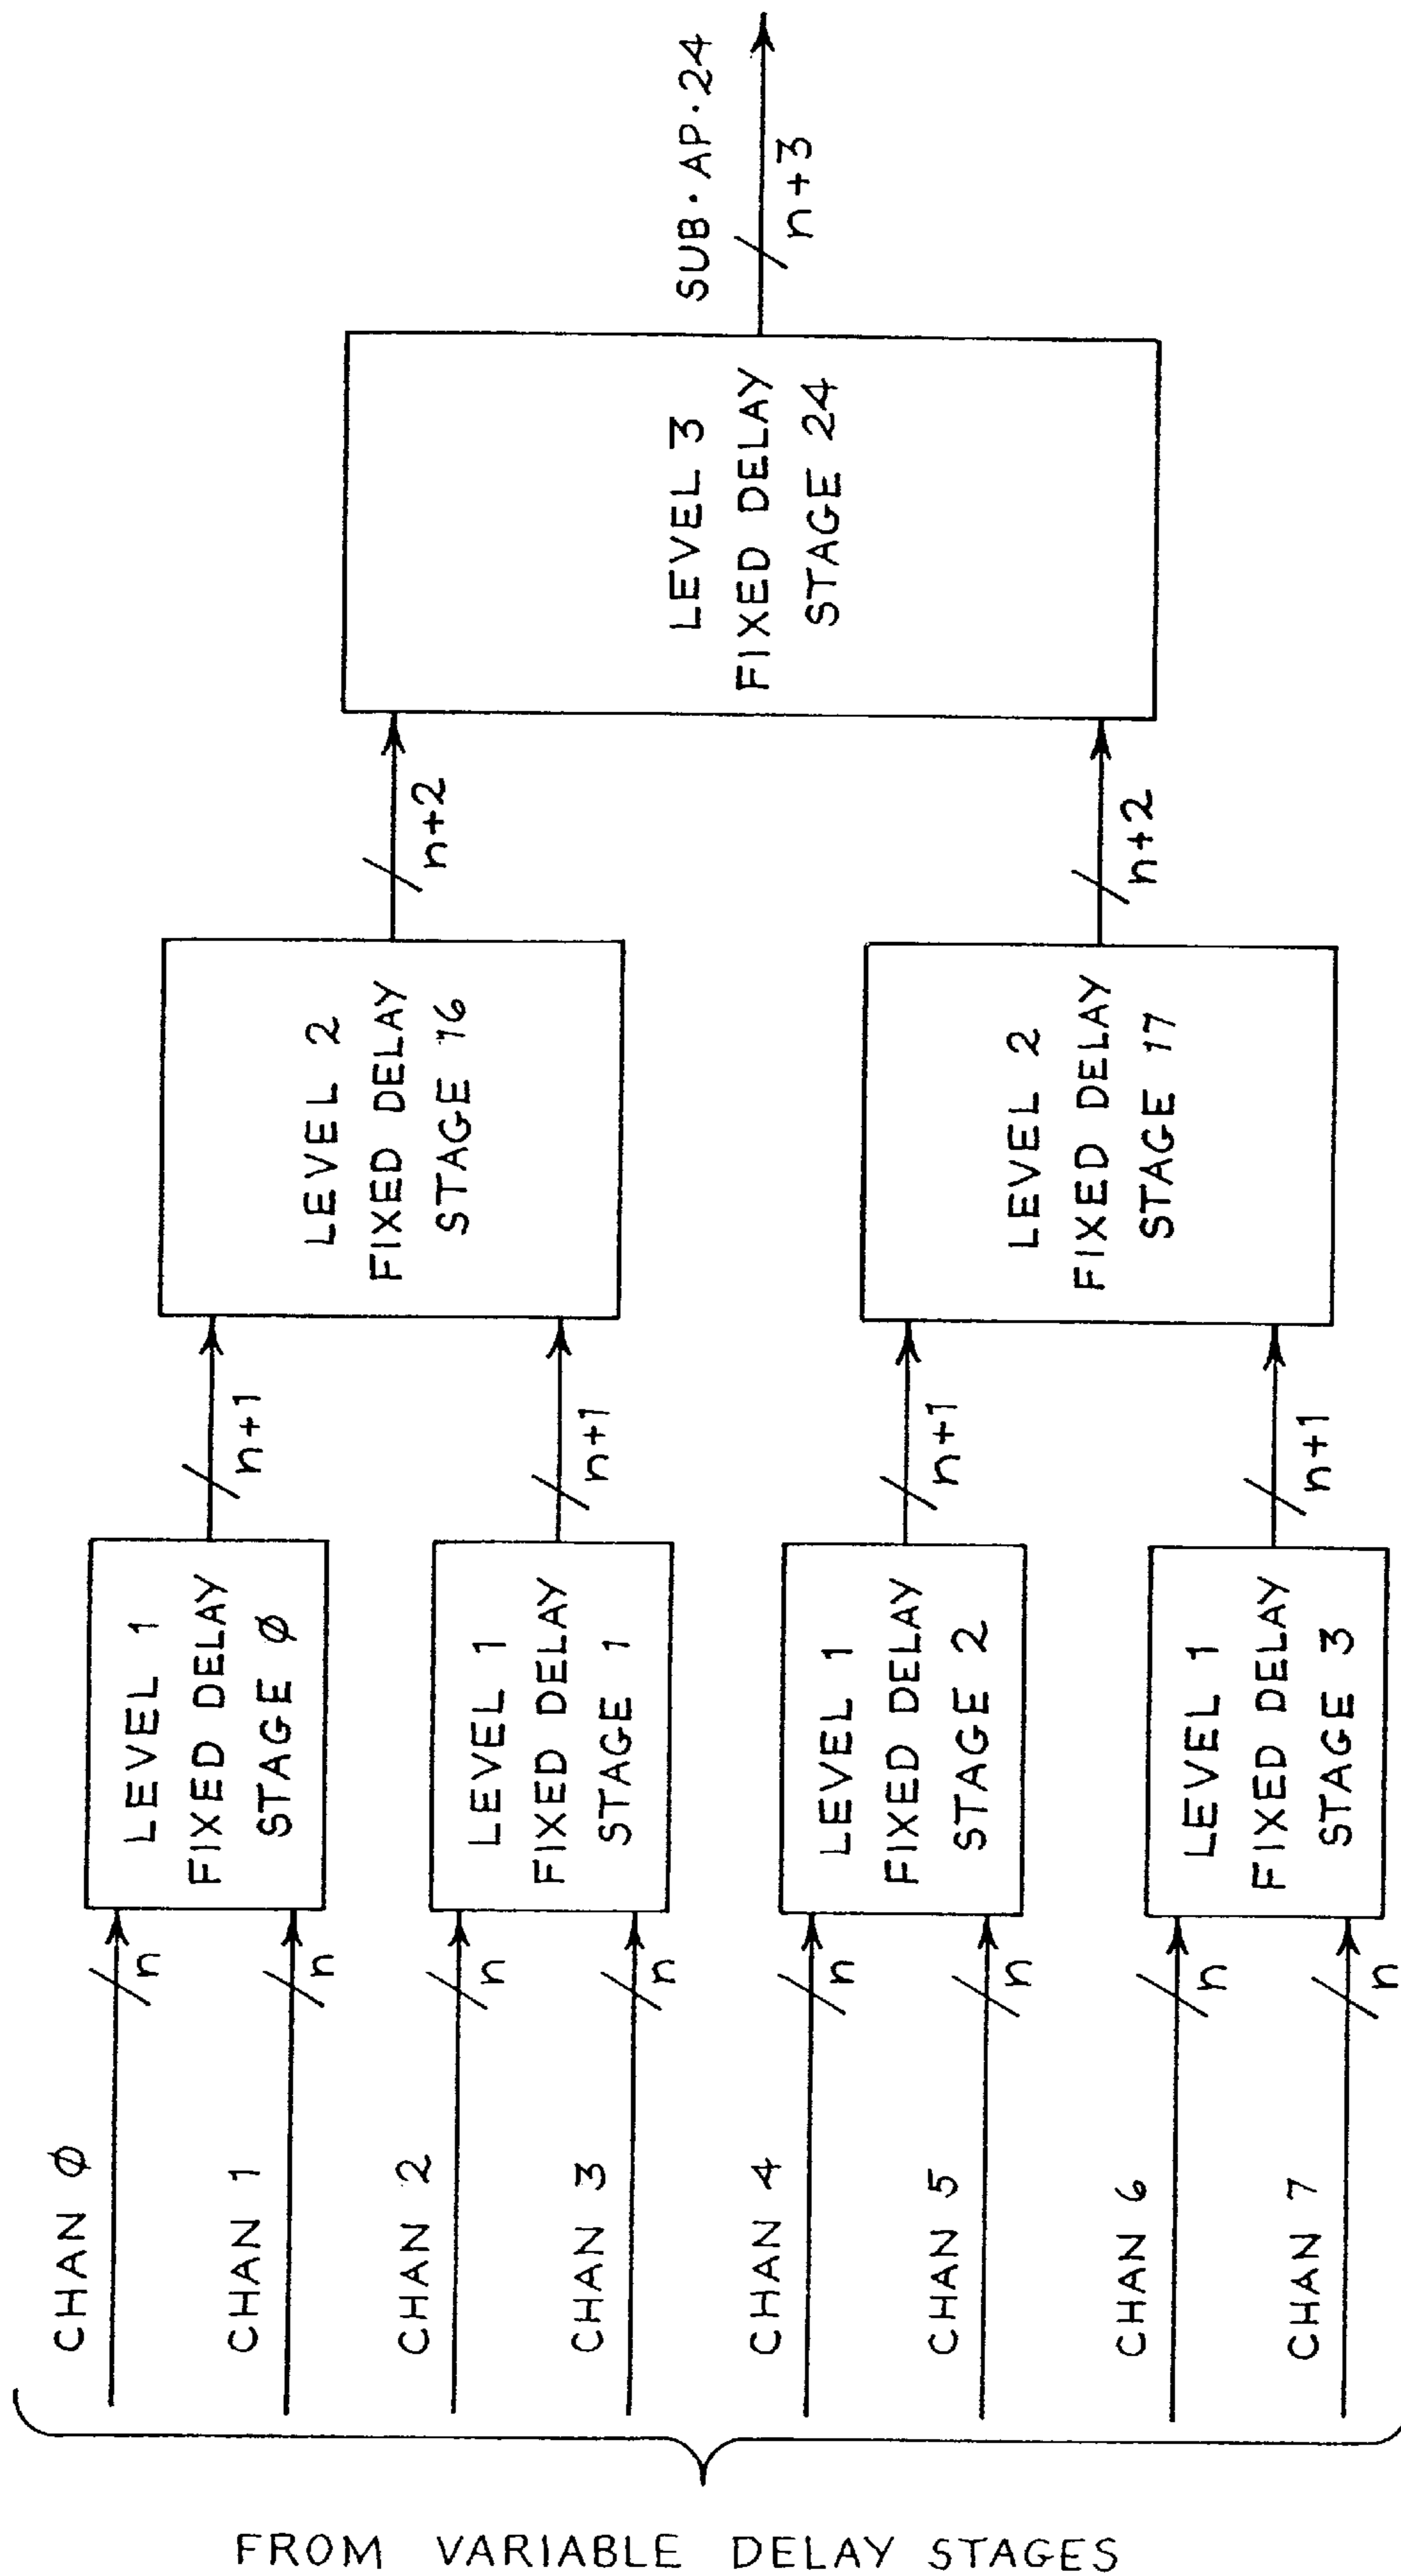 CHAN Ø
n
CHAN 1
n
LEVEL 1
FIXED DELAY
STAGE Ø
n+1
CHAN 2
n
CHAN 3
n
LEVEL 1
FIXED DELAY
STAGE 1
n+1
CHAN 4
n
CHAN 5
n
LEVEL 1
FIXED DELAY
STAGE 2
n+1
CHAN 6
n
CHAN 7
n
LEVEL 1
FIXED DELAY
STAGE 3
n+1
LEVEL 2
FIXED DELAY
STAGE 16
n+2
LEVEL 2
FIXED DELAY
STAGE 17
n+2
LEVEL 3
FIXED DELAY
STAGE 24
SUB·AP·24
n+3
FROM VARIABLE DELAY STAGES